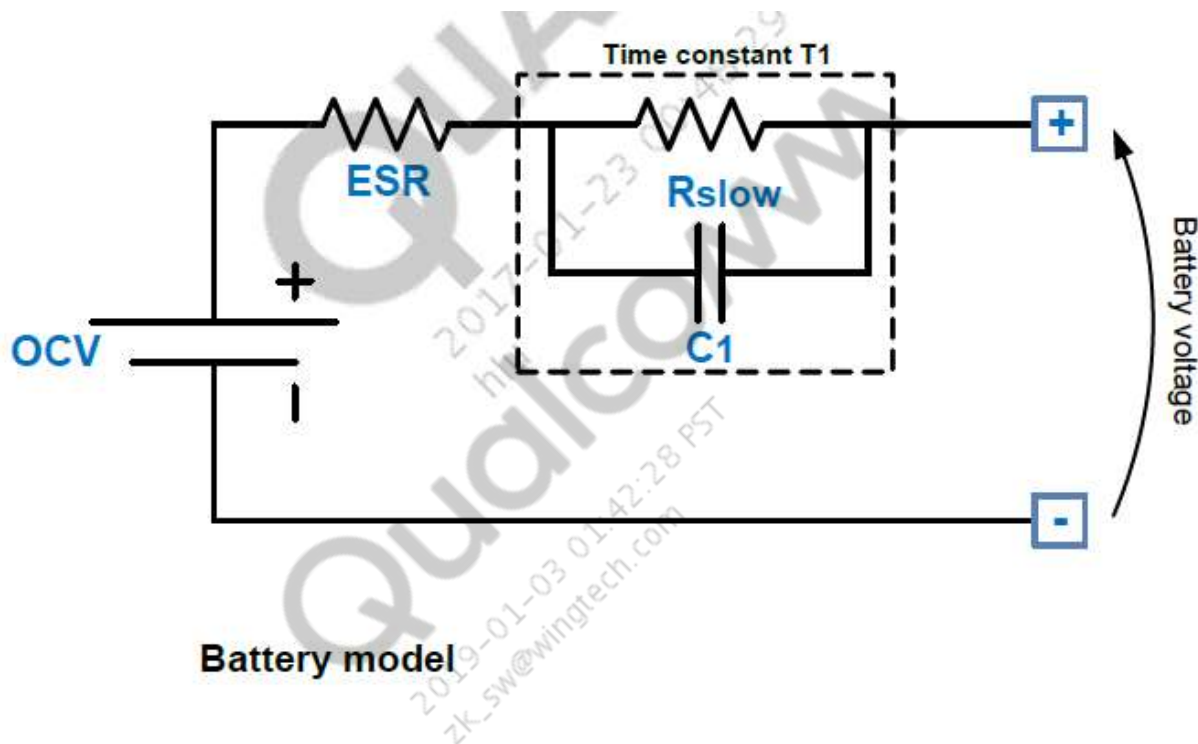 Time constant T1
ESR
Rslow
C1
+
-
+
OCV
Battery voltage
Battery model
QUA
Qualcomm
2017-01-23
2019-01-03 01:42:28 PST
zk_sw@wingtech.com